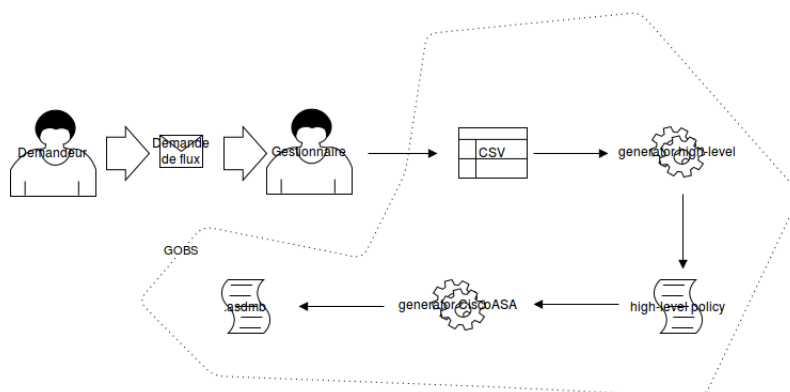 Demandeur
Demande
de flux
Gestionnaire
CSV
generator high-level
GOBS
.asdmb
generator CiscoASA
high-level policy